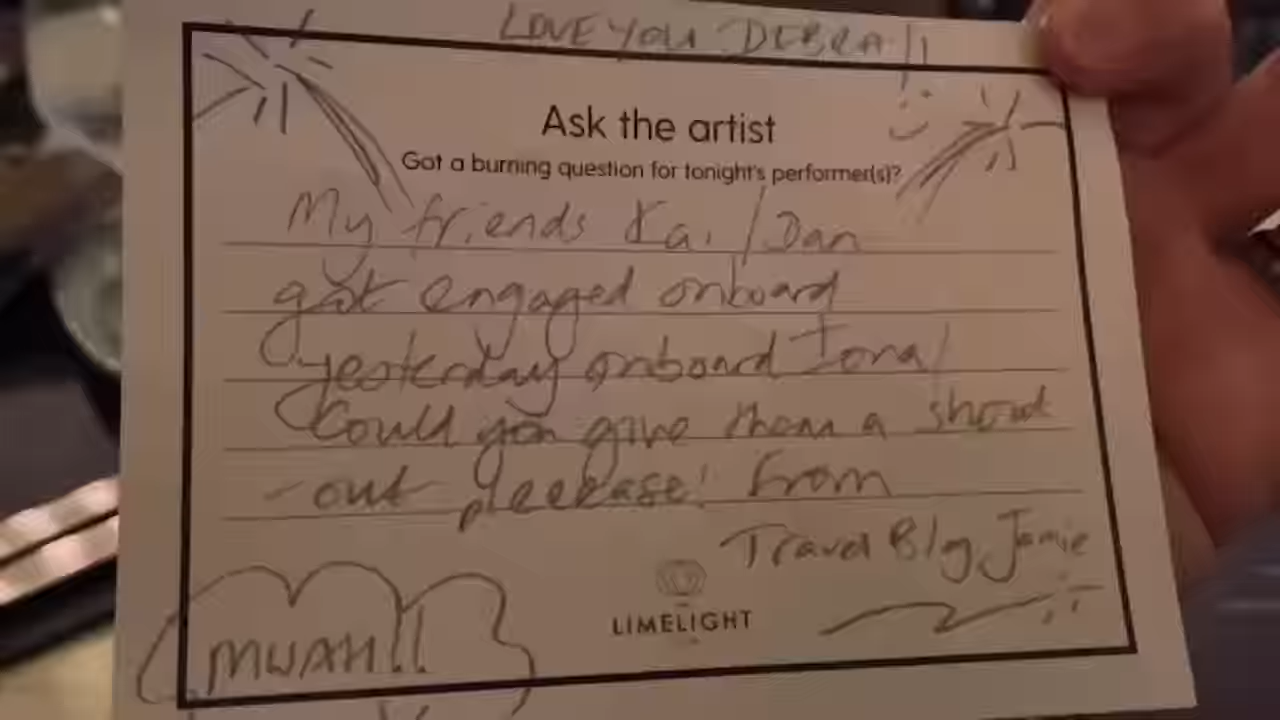 LOVE YOU DEBRA!!
Ask the artist
Got a burning question for tonight's performer(s)?
My friends Kai/Dan
got engaged onboard
yesterday onboard Iona/
Could you give them a shout
-out pleekase! From
Travel Blog Jamie
LIMELIGHT
MWAH!!